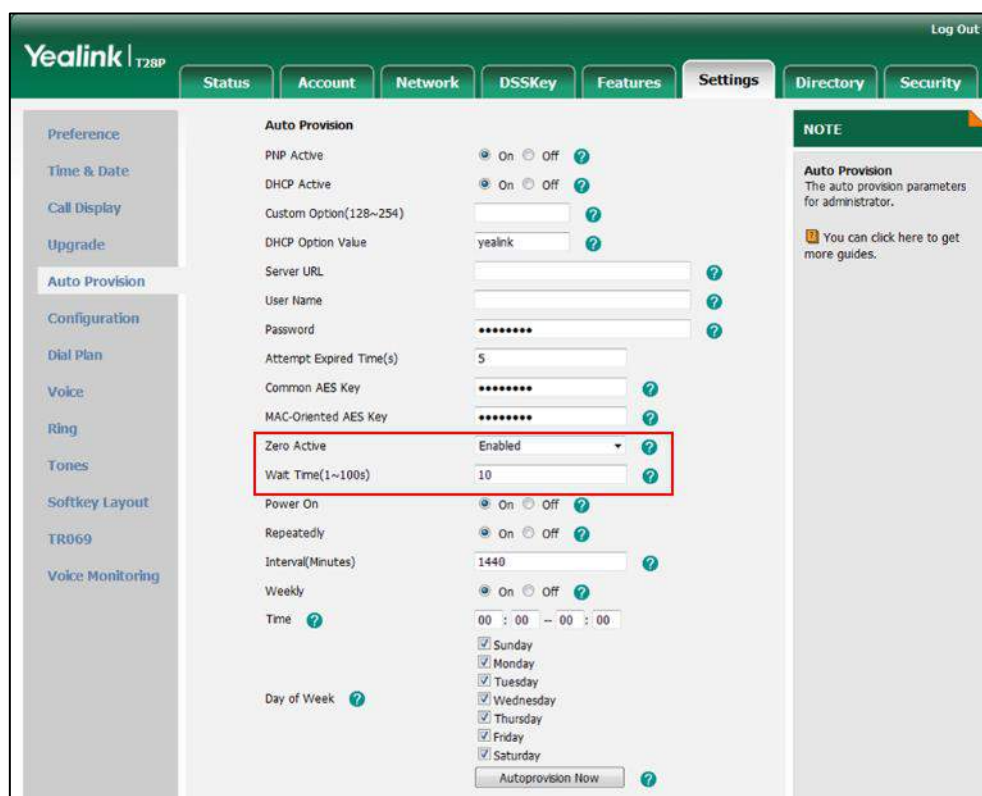 Log Out
Yealink T28P
Status Account Network DSSKey Features Settings Directory Security
Preference
Time & Date
Call Display
Upgrade
Auto Provision
Configuration
Dial Plan
Voice
Ring
Tones
Softkey Layout
TR069
Voice Monitoring
Auto Provision
PNP Active On Off ?
DHCP Active On Off ?
Custom Option(128~254) ?
DHCP Option Value yealink ?
Server URL ?
User Name ?
Password •••••••• ?
Attempt Expired Time(s) 5
Common AES Key •••••••• ?
MAC-Oriented AES Key •••••••• ?
Zero Active Enabled ?
Wait Time(1~100s) 10 ?
Power On On Off ?
Repeatedly On Off ?
Interval(Minutes) 1440 ?
Weekly On Off ?
Time ? 00 : 00 -- 00 : 00
Day of Week ?
Sunday
Monday
Tuesday
Wednesday
Thursday
Friday
Saturday
Autoprovision Now ?
NOTE
Auto Provision
The auto provision parameters
for administrator.
? You can click here to get
more guides.